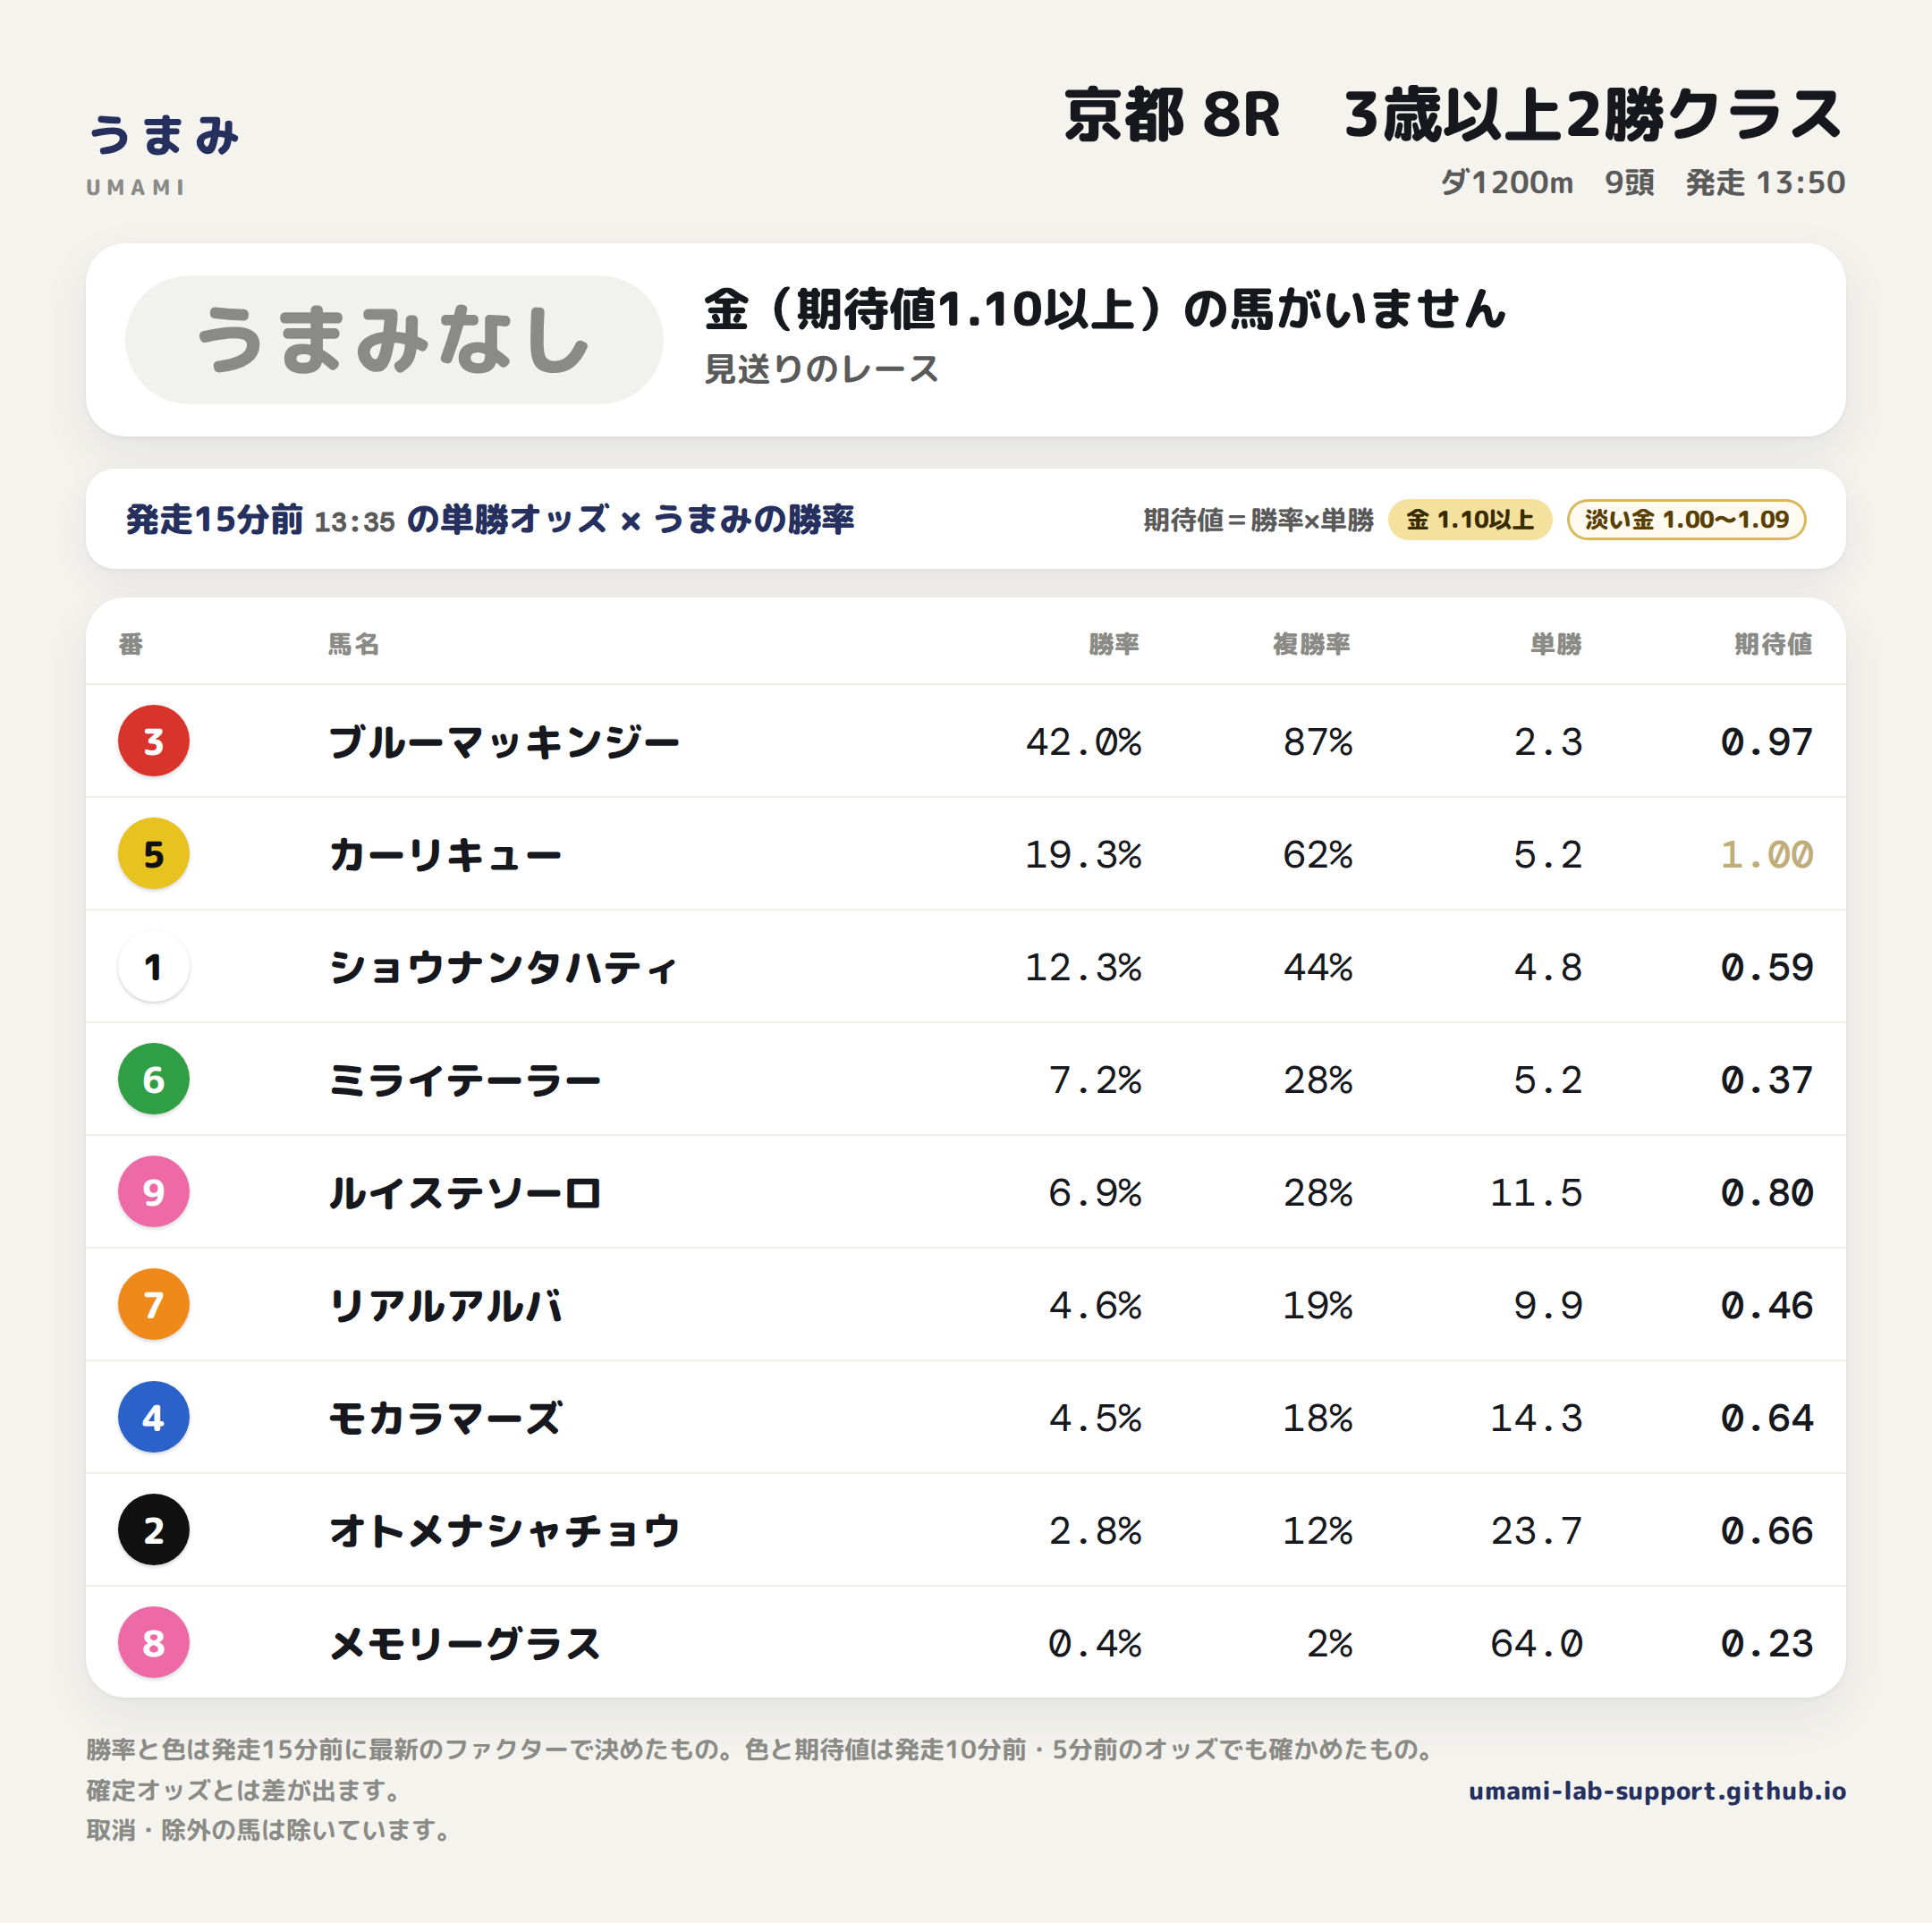 うまみ
UMAMI
京都 8R　3歳以上2勝クラス
ダ1200m　9頭　発走 13:50
うまみなし
金（期待値1.10以上）の馬がいません
見送りのレース
発走15分前 13:35 の単勝オッズ × うまみの勝率
期待値＝勝率×単勝 金 1.10以上 淡い金 1.00〜1.09
番 馬名 勝率 複勝率 単勝 期待値
3 ブルーマッキンジー 42.0% 87% 2.3 0.97
5 カーリキュー 19.3% 62% 5.2 1.00
1 ショウナンタハティ 12.3% 44% 4.8 0.59
6 ミライテーラー 7.2% 28% 5.2 0.37
9 ルイステソーロ 6.9% 28% 11.5 0.80
7 リアルアルバ 4.6% 19% 9.9 0.46
4 モカラマーズ 4.5% 18% 14.3 0.64
2 オトメナシャチョウ 2.8% 12% 23.7 0.66
8 メモリーグラス 0.4% 2% 64.0 0.23
勝率と色は発走15分前に最新のファクターで決めたもの。色と期待値は発走10分前・5分前のオッズでも確かめたもの。
確定オッズとは差が出ます。
取消・除外の馬は除いています。
umami-lab-support.github.io